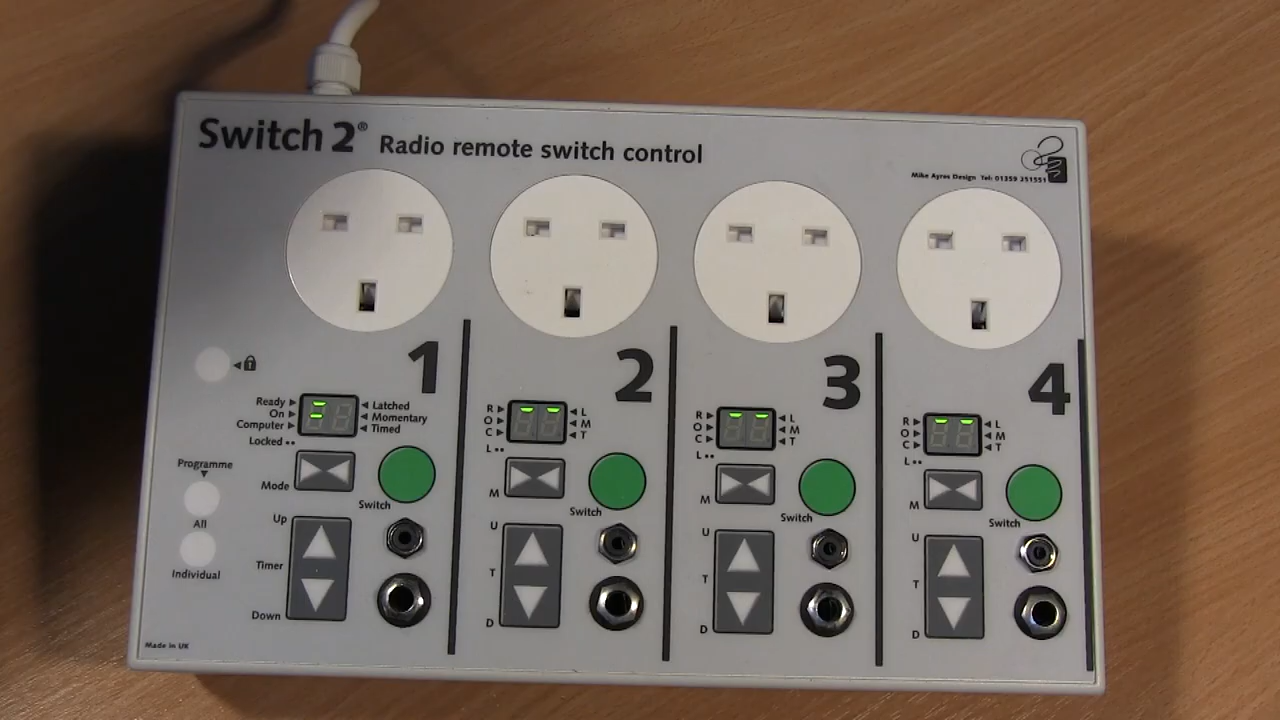 Switch 2® Radio remote switch control
Mike Ayres Design Tel: 01359 251551
1
2
3
4
Ready
On
Computer
Locked ••
Latched
Momentary
Timed
Mode
Switch
Up
Timer
Down
R
O
C
L••
L
M
T
M
Switch
U
T
D
R
O
C
L••
L
M
T
M
Switch
U
T
D
R
O
C
L••
L
M
T
M
Switch
U
T
D
Programme
All
Individual
Made in UK